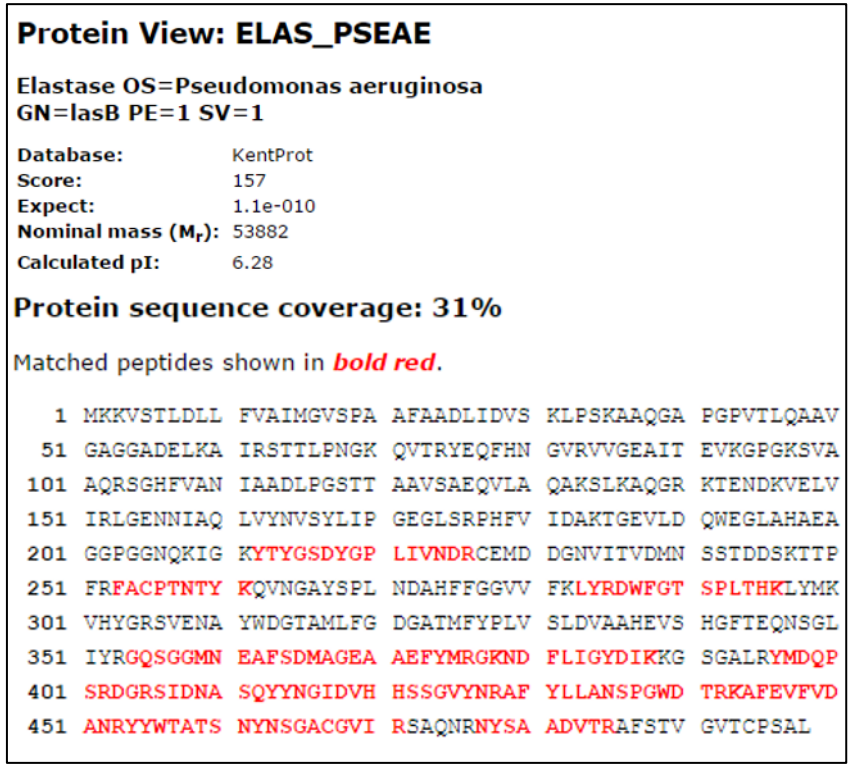 Protein View: ELAS_PSEAE
Elastase OS=Pseudomonas aeruginosa
GN=lasB PE=1 SV=1
Database: KentProt
Score: 157
Expect: 1.1e-010
Nominal mass (Mr): 53882
Calculated pI: 6.28
Protein sequence coverage: 31%
Matched peptides shown in bold red.
1 MKKVSTLDLL FVAIMGVSPA AFAADLIDVS KLPSKAAQGA PGPVTLQAAV
51 GAGGADELKA IRSTTLPNGK QVTRYEQFHN GVRVVGEAIT EVKGPGKSVA
101 AQRSGHFVAN IAADLPGSTT AAVSAEQVLA QAKSLKAQGR KTENDKVELV
151 IRLGENNIAQ LVYNVSYLIP GEGLSRPHFV IDAKTGEVLD QWEGLAHAEA
201 GGPGGNQKIG KYTYGSDYGP LIVNDRCEMD DGNVITVDMN SSTDDSKTTP
251 FRFACPTNTY KQVNGAYSPL NDAHFFGGVV FKLYRDWFGT SPLTHKLYMK
301 VHYGRSVENA YWDGTAMLFG DGATMFYPLV SLDVAAHEVS HGFTEQNSGL
351 IYRGQSGGMN EAFSDMAGEA AEFYMRGKND FLIGYDIKKG SGALRYMDQP
401 SRDGRSIDNA SQYYNGIDVH HSSGVYNRAF YLLANSPGWD TRKAFEVFVD
451 ANRYYWTATS NYNSGACGVI RSAQNRNYSA ADVTRAFSTV GVTCPSAL